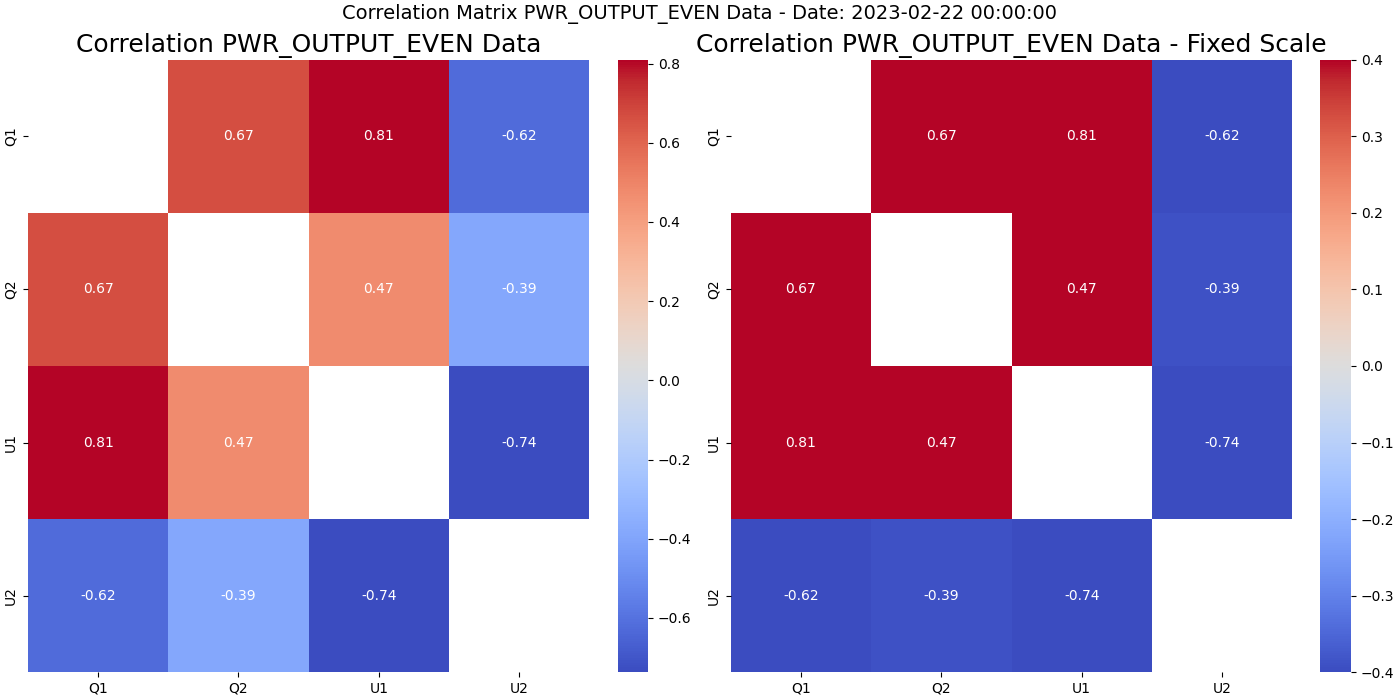 Correlation Matrix PWR_OUTPUT_EVEN Data - Date: 2023-02-22 00:00:00
Correlation PWR_OUTPUT_EVEN Data
Q1
0.67 0.81 -0.62
Q2
0.67 0.47 -0.39
U1
0.81 0.47 -0.74
U2
-0.62 -0.39 -0.74
Q1 Q2 U1 U2
0.8
0.6
0.4
0.2
0.0
−0.2
−0.4
−0.6
Correlation PWR_OUTPUT_EVEN Data - Fixed Scale
Q1
0.67 0.81 -0.62
Q2
0.67 0.47 -0.39
U1
0.81 0.47 -0.74
U2
-0.62 -0.39 -0.74
Q1 Q2 U1 U2
0.4
0.3
0.2
0.1
0.0
−0.1
−0.2
−0.3
−0.4